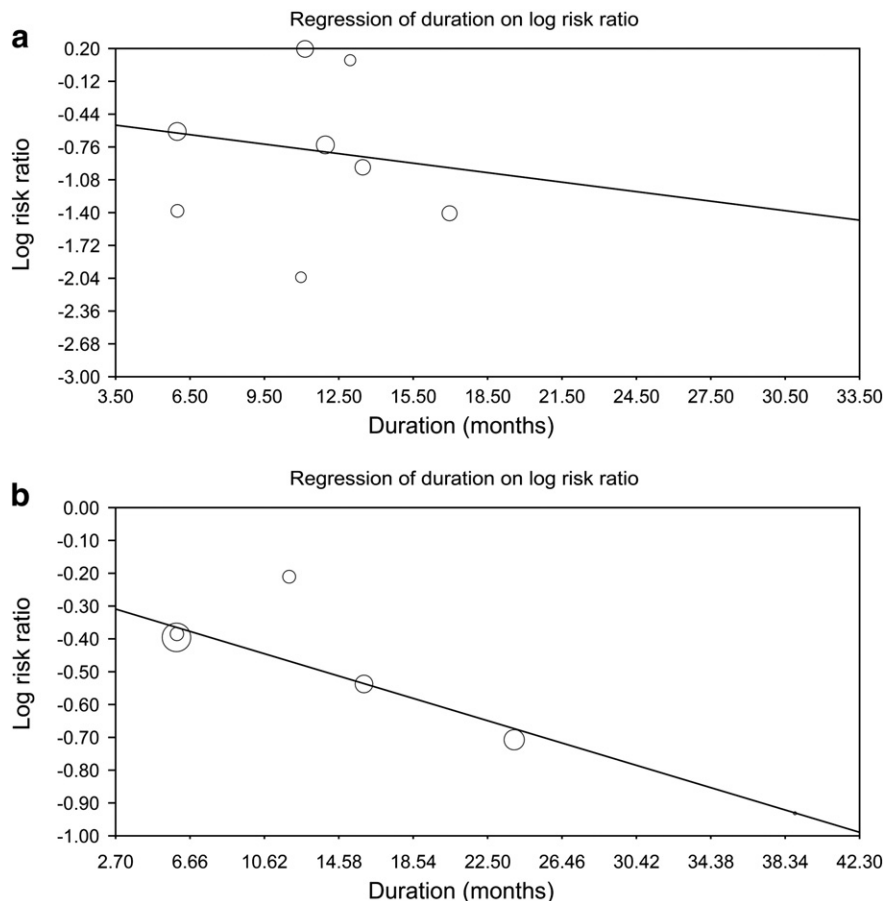 a
Regression of duration on log risk ratio
0.20
-0.12
-0.44
-0.76
-1.08
-1.40
-1.72
-2.04
-2.36
-2.68
-3.00
Log risk ratio
3.50 6.50 9.50 12.50 15.50 18.50 21.50 24.50 27.50 30.50 33.50
Duration (months)
b
Regression of duration on log risk ratio
0.00
-0.10
-0.20
-0.30
-0.40
-0.50
-0.60
-0.70
-0.80
-0.90
-1.00
Log risk ratio
2.70 6.66 10.62 14.58 18.54 22.50 26.46 30.42 34.38 38.34 42.30
Duration (months)